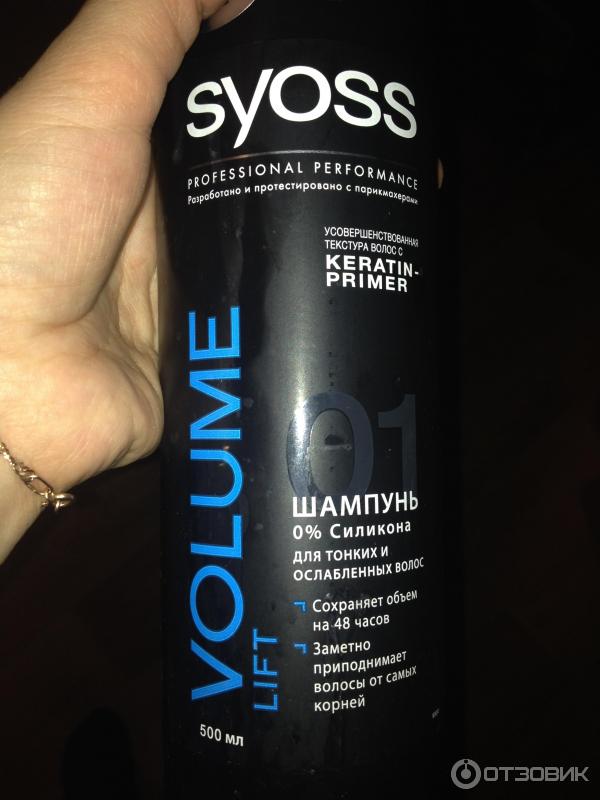 syoss
PROFESSIONAL PERFORMANCE
Разработано и протестировано с парикмахерами
УСОВЕРШЕНСТВОВАННАЯ
ТЕКСТУРА ВОЛОС С
KERATIN-
PRIMER
VOLUME
LIFT
01
ШАМПУНЬ
0% Силикона
ДЛЯ ТОНКИХ И
ОСЛАБЛЕННЫХ ВОЛОС
Сохраняет объем
на 48 часов
Заметно
приподнимает
волосы от самых
корней
500 мл
ОТЗОВИК